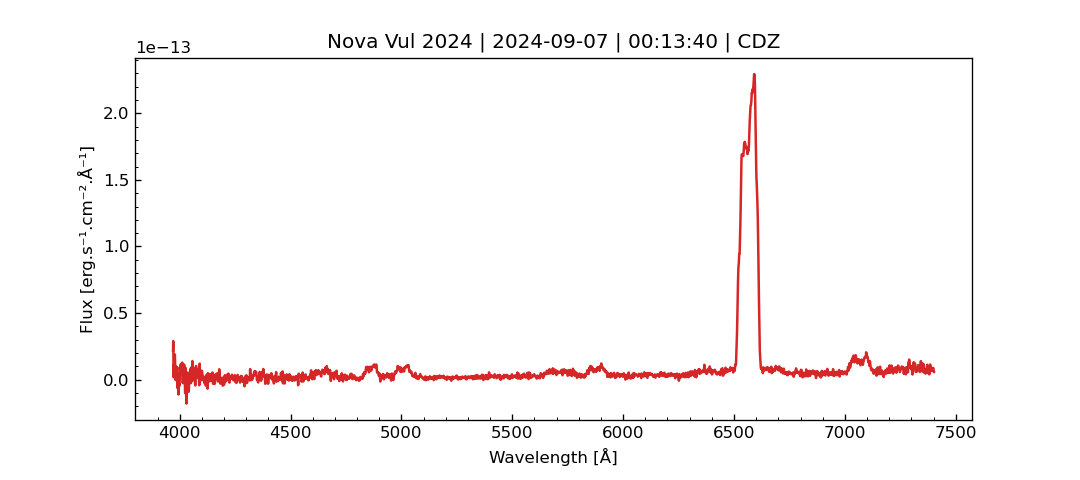 Nova Vul 2024 | 2024-09-07 | 00:13:40 | CDZ
1e−13
Flux [erg.s⁻¹.cm⁻².Å⁻¹]
2.0
1.5
1.0
0.5
0.0
4000 4500 5000 5500 6000 6500 7000 7500
Wavelength [Å]